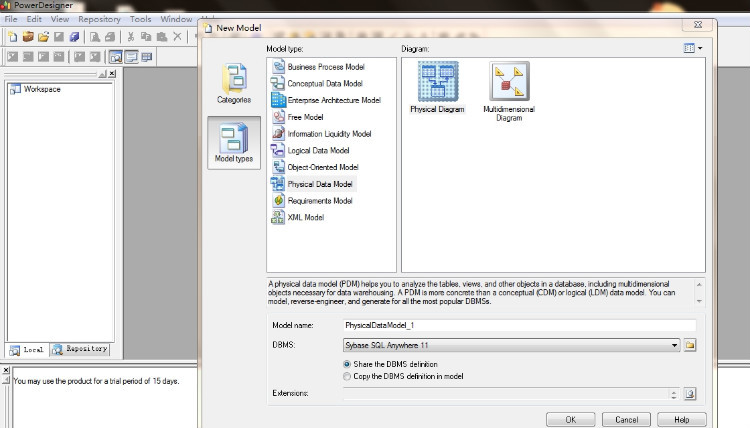 PowerDesigner
File Edit View Repository Tools Window
New Model
Model type:
Diagram:
Workspace
Categories
Model types
Business Process Model
Conceptual Data Model
Enterprise Architecture Model
Free Model
Information Liquidity Model
Logical Data Model
Object-Oriented Model
Physical Data Model
Requirements Model
XML Model
Physical Diagram
Multidimensional
Diagram
A physical data model (PDM) helps you to analyze the tables, views, and other objects in a database, including multidimensional
objects necessary for data warehousing. A PDM is more concrete than a conceptual (CDM) or logical (LDM) data model. You can
model, reverse-engineer, and generate for all the most popular DBMSs.
Model name: PhysicalDataModel_1
DBMS: Sybase SQL Anywhere 11
Share the DBMS definition
Copy the DBMS definition in model
Extensions:
Local Repository
You may use the product for a trial period of 15 days.
OK Cancel Help